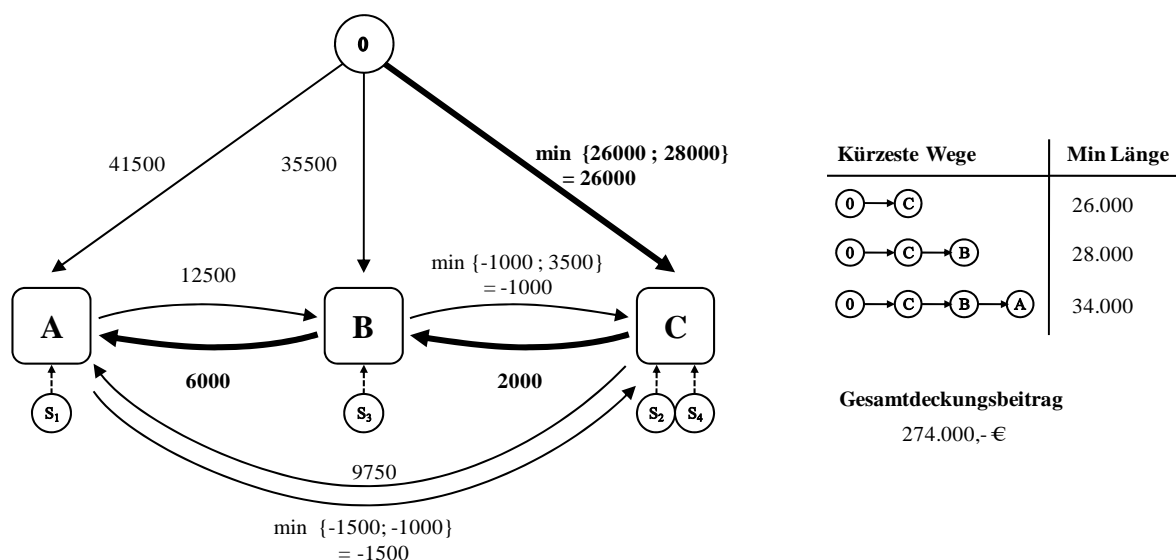 0
41500
35500
min {26000 ; 28000}
= 26000
12500
min {-1000 ; 3500}
= -1000
A
B
C
6000
2000
S1
S3
S2
S4
9750
min {-1500; -1000}
= -1500
Kürzeste Wege Min Länge
0 C 26.000
0 C B 28.000
0 C B A 34.000
Gesamtdeckungsbeitrag
274.000,- €